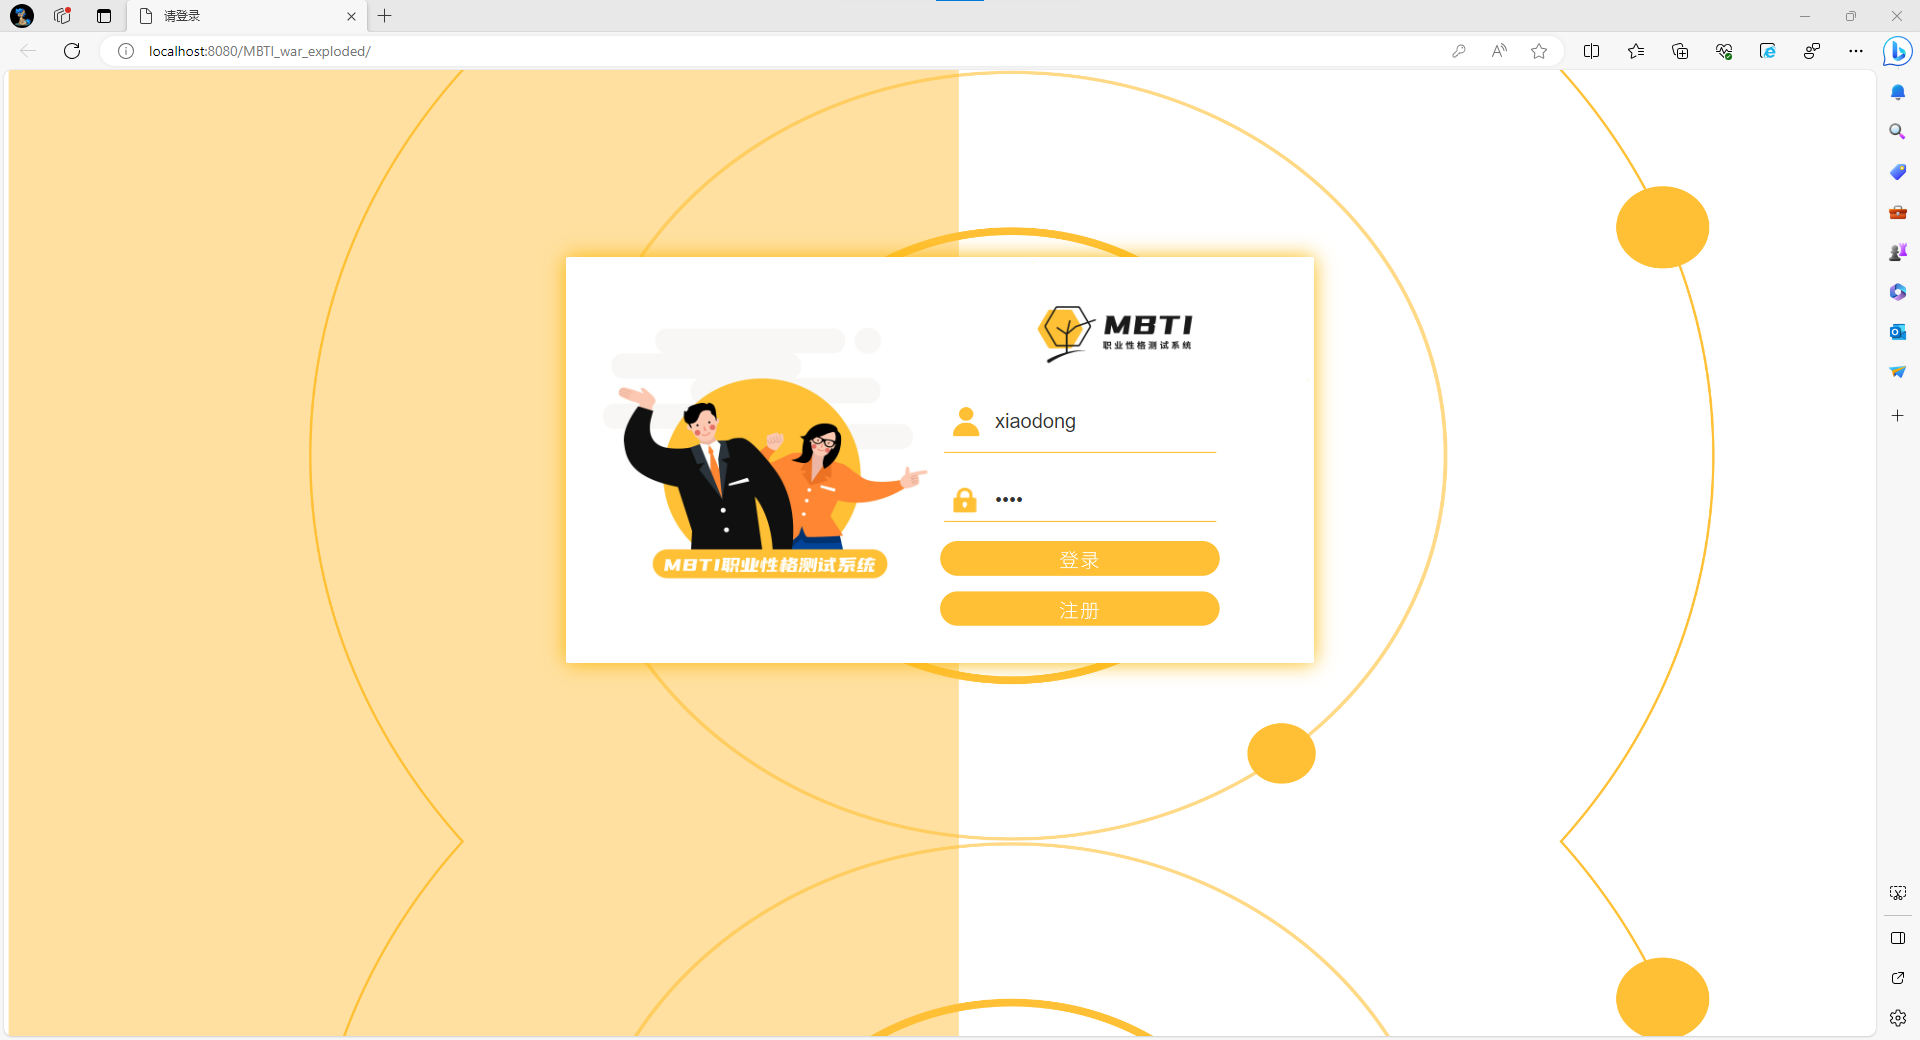 请登录
localhost:8080/MBTI_war_exploded/
MBTI
职业性格测试系统
xiaodong
••••
MBTI职业性格测试系统
登录
注册